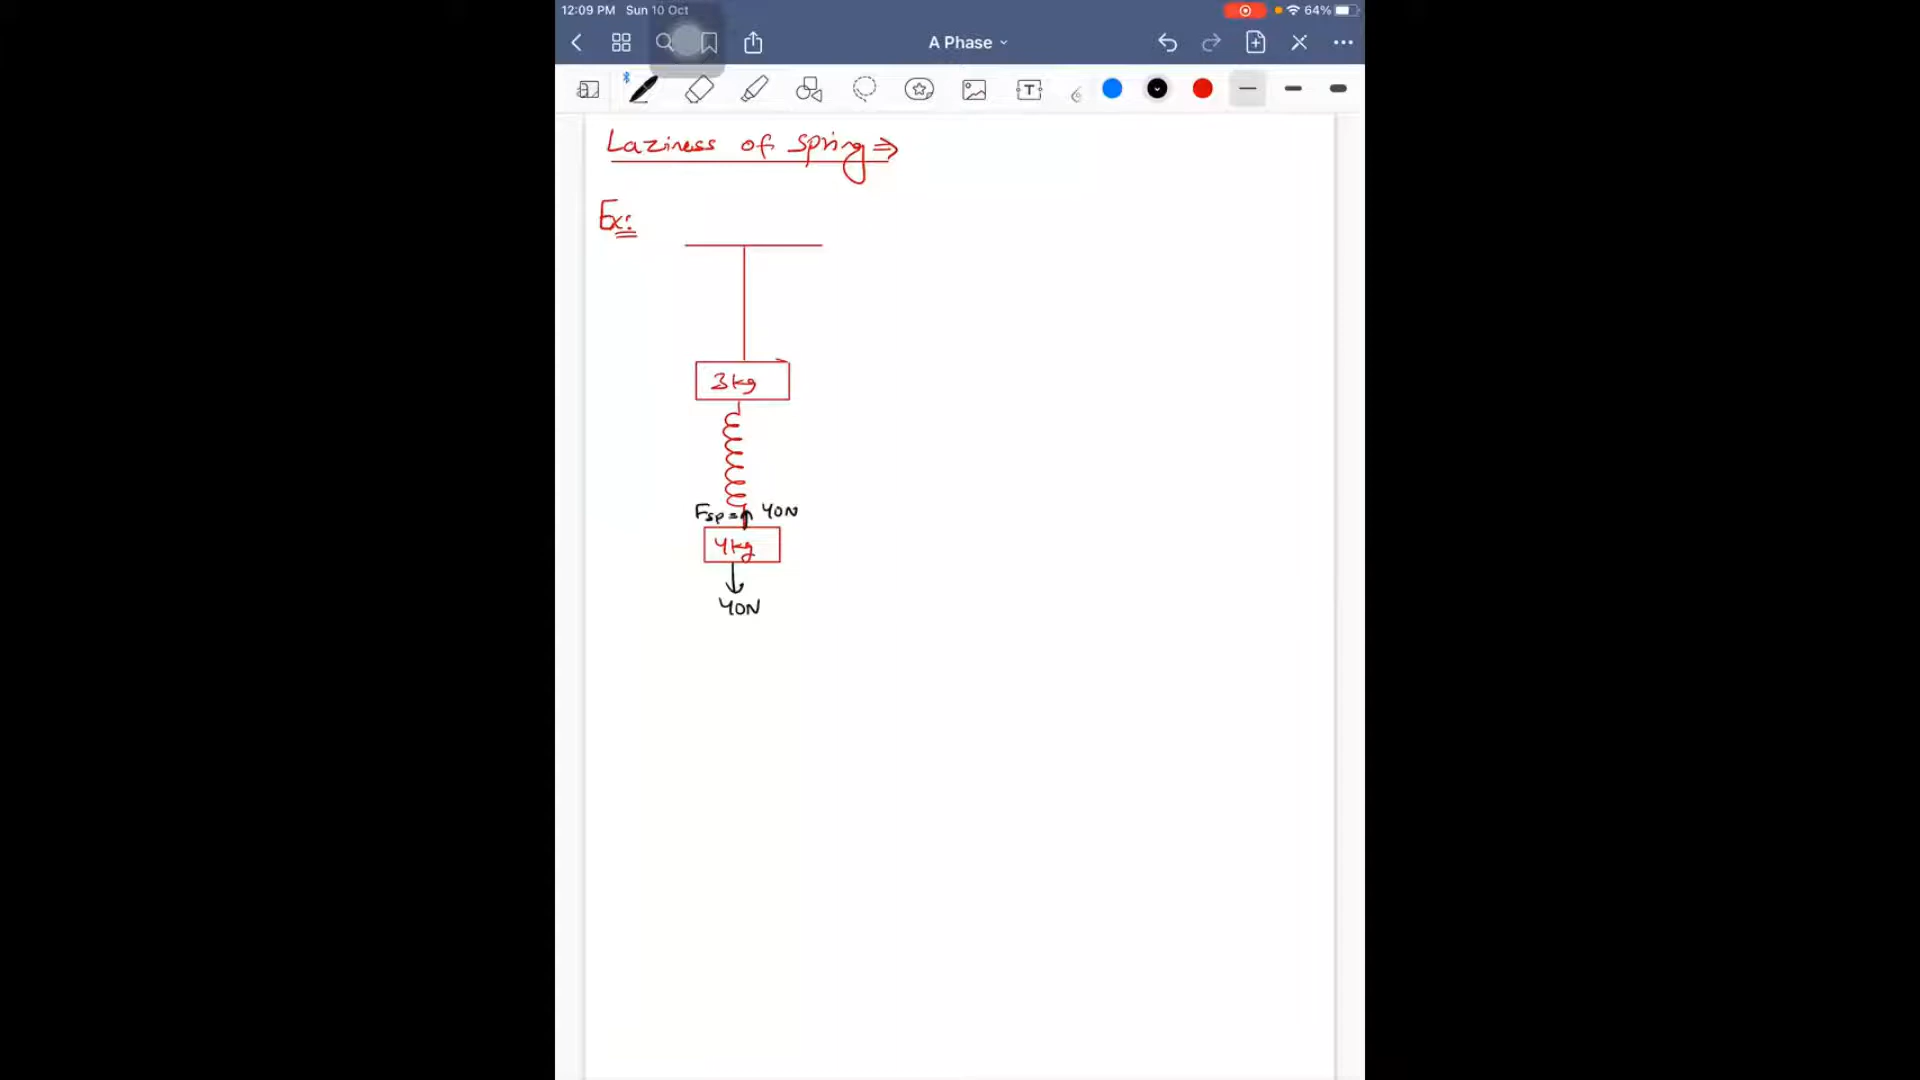 12:09 PM Sun 10 Oct
64%
A Phase
T
Laziness of spring ⇒
Ex:
3kg
Fsp = 40N
4kg
40N